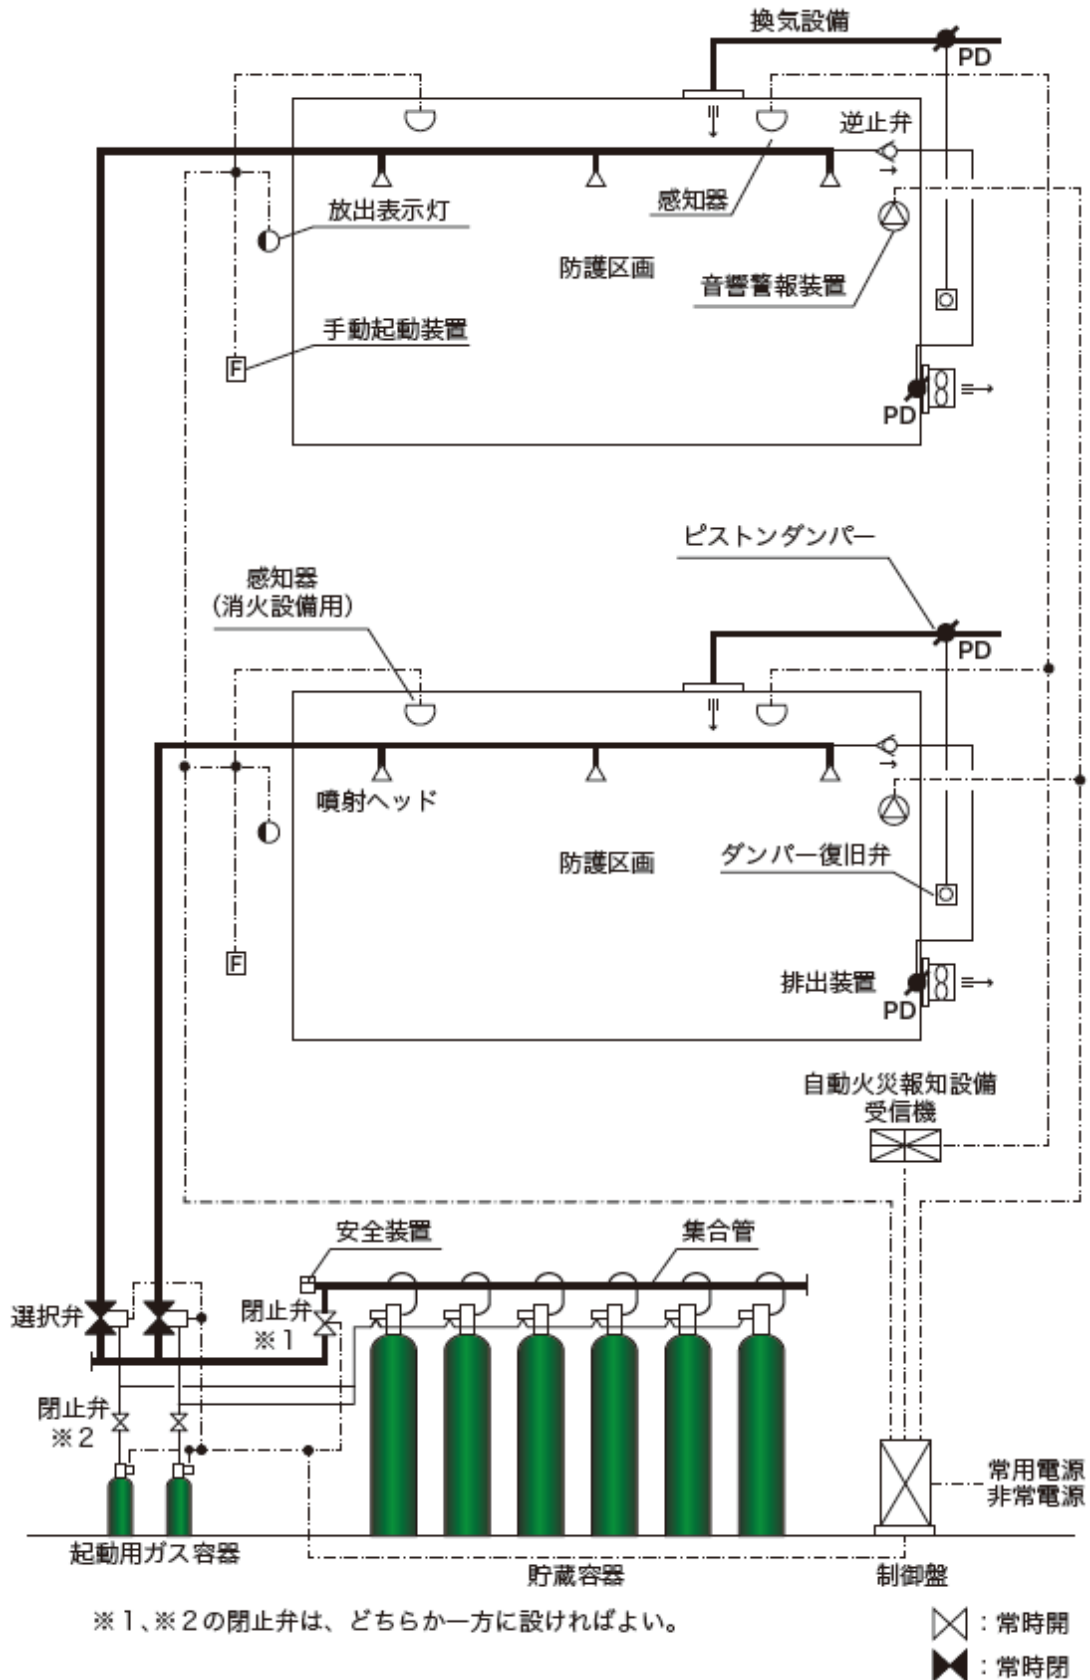 換気設備
PD
逆止弁
感知器
放出表示灯
防護区画
音響警報装置
手動起動装置
F
PD
ピストンダンパー
感知器
(消火設備用)
PD
噴射ヘッド
防護区画
ダンパー復旧弁
F
排出装置
PD
自動火災報知設備
受信機
安全装置
集合管
選択弁
閉止弁
※1
閉止弁
※2
常用電源
非常電源
起動用ガス容器
貯蔵容器
制御盤
※1、※2の閉止弁は、どちらか一方に設ければよい。
：常時開
：常時閉